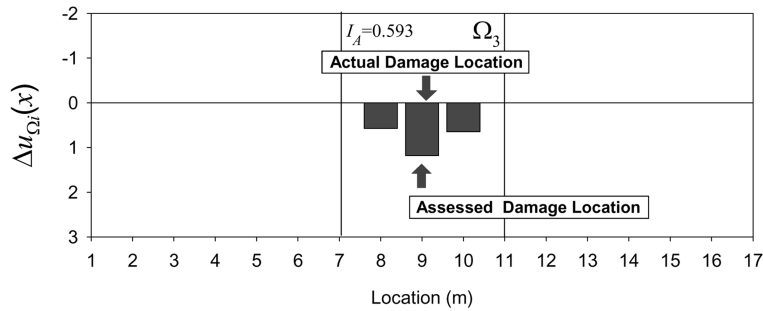 -2
I_A=0.593 Ω_3
-1
Actual Damage Location
0
Δu_Ωi(x)
1
2
Assessed Damage Location
3
1 2 3 4 5 6 7 8 9 10 11 12 13 14 15 16 17
Location (m)